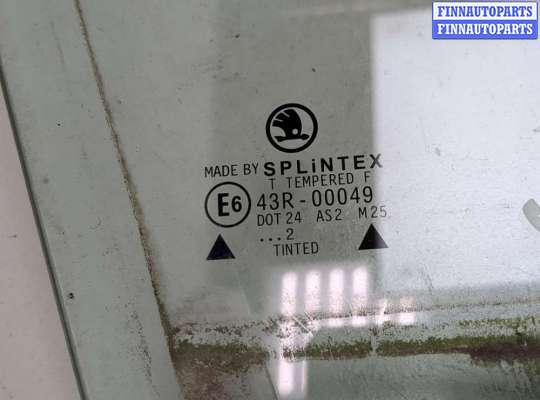 FINNAUTOPARTS
FINNAUTOPARTS
MADE BY SPLiNTEX
T TEMPERED F
E6 43R-00049
DOT 24 AS2 M25
...2
TINTED